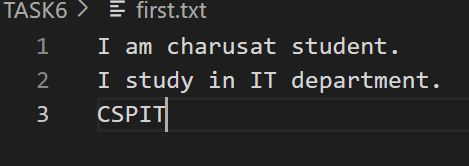 TASK6 > first.txt
1 I am charusat student.
2 I study in IT department.
3 CSPIT